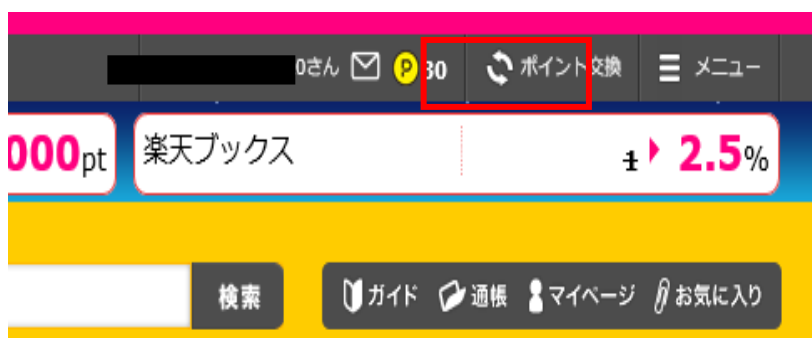 0さん P 30 ポイント交換 メニュー
000pt 楽天ブックス 1 2.5%
検索 ガイド 通帳 マイページ お気に入り